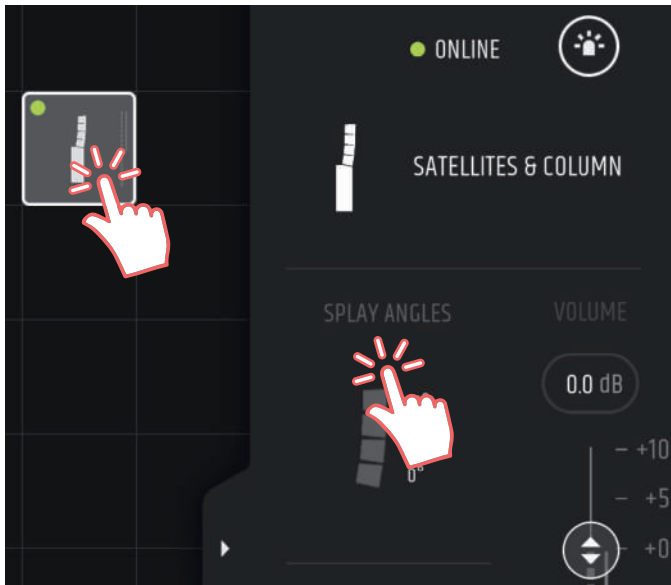 ONLINE
SATELLITES & COLUMN
SPLAY ANGLES
VOLUME
0.0 dB
0°
+10
+5
+0